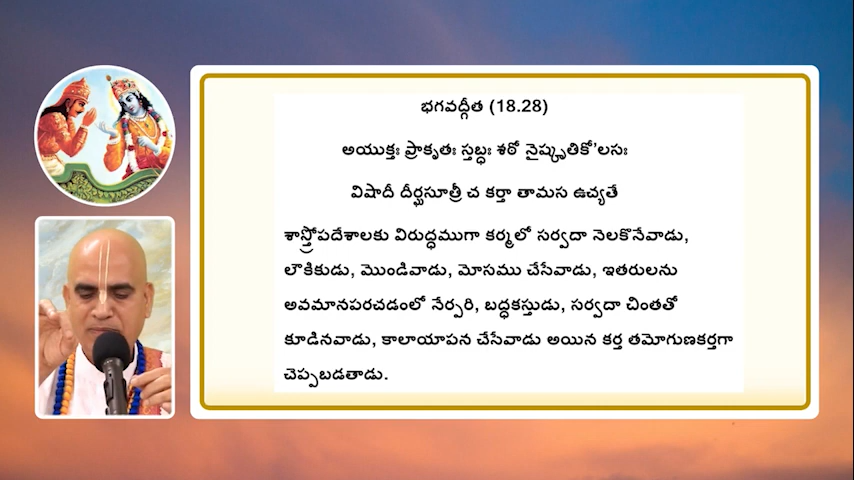 భగవద్గీత (18.28)
అయుక్తః ప్రాకృతః స్తబ్ధః శఠో నైష్కృతికో'లసః
విషాదీ దీర్ఘసూత్రీ చ కర్తా తామస ఉచ్యతే
శాస్త్రోపదేశాలకు విరుద్ధముగా కర్మలో సర్వదా నెలకొనేవాడు,
లౌకికుడు, మొండివాడు, మోసము చేసేవాడు, ఇతరులను
అవమానపరచడంలో నేర్పరి, బద్ధకస్తుడు, సర్వదా చింతతో
కూడినవాడు, కాలాయాపన చేసేవాడు అయిన కర్త తమోగుణకర్తగా
చెప్పబడతాడు.